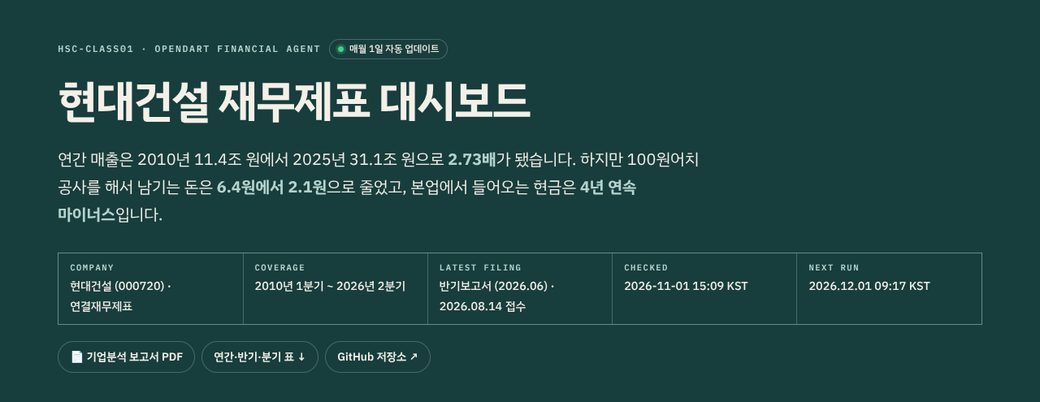 HSC-CLASS01 · OPENDART FINANCIAL AGENT
매월 1일 자동 업데이트
현대건설 재무제표 대시보드
연간 매출은 2010년 11.4조 원에서 2025년 31.1조 원으로 2.73배가 됐습니다. 하지만 100원어치
공사를 해서 남기는 돈은 6.4원에서 2.1원으로 줄었고, 본업에서 들어오는 현금은 4년 연속
마이너스입니다.
COMPANY
현대건설 (000720) ·
연결재무제표
COVERAGE
2010년 1분기 ~ 2026년 2분기
LATEST FILING
반기보고서 (2026.06) ·
2026.08.14 접수
CHECKED
2026-11-01 15:09 KST
NEXT RUN
2026.12.01 09:17 KST
📄 기업분석 보고서 PDF
연간·반기·분기 표 ↓
GitHub 저장소 ↗